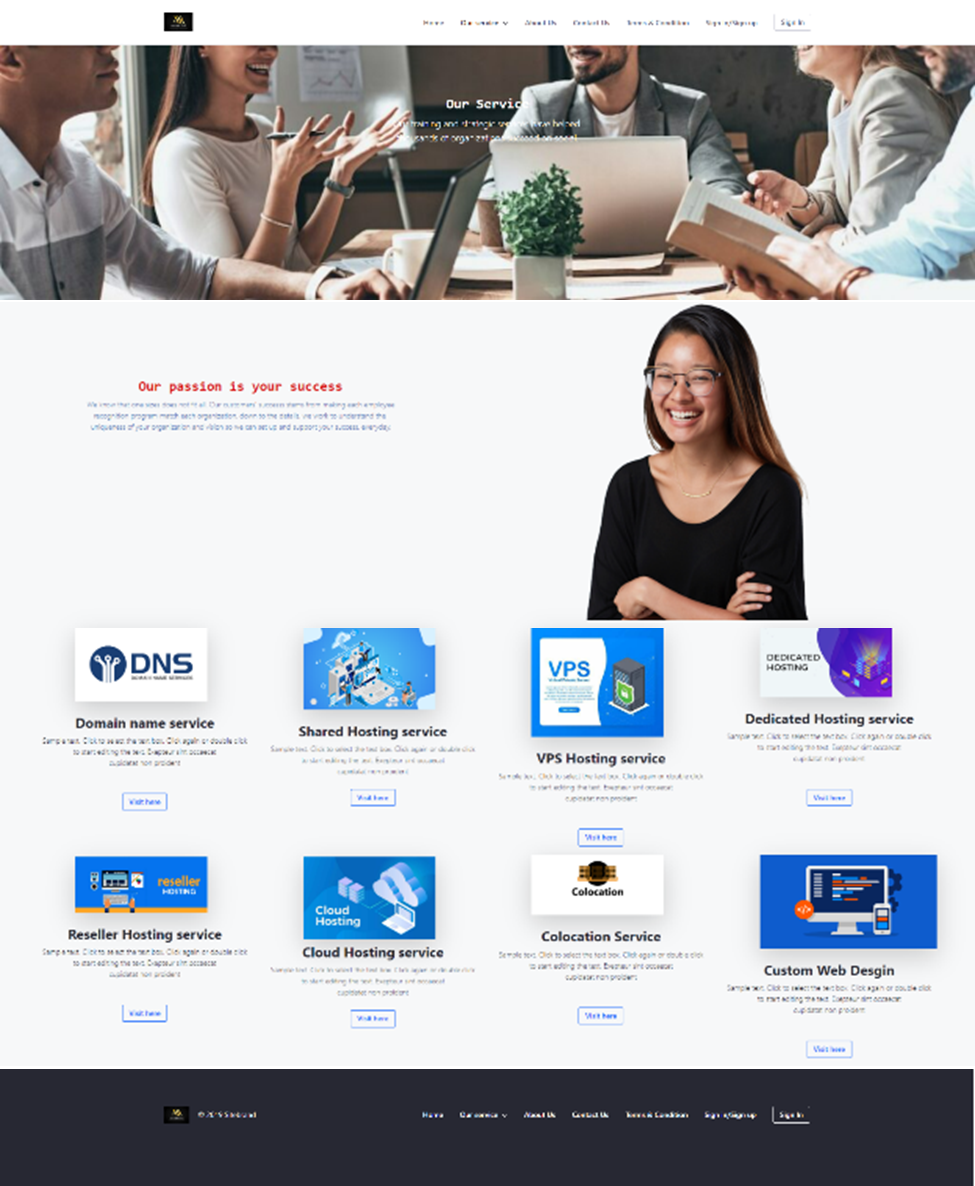 Home Our service About Us Contact Us Terms & Condition Sign in/Sign up Sign In
Our Service
training and strategic services have helped
Our passion is your success
We know that one sizes does not fit all. Our customers' success stems from making each employee
recognition program match each organization, down to the details. we work to understand the
uniqueness of your organization and vision so we can set up and support your success, everyday.
DNS
DOMAIN NAME SERVICES
Domain name service
Sample text. Click to select the text box. Click again or double click
to start editing the text. Excepteur sint occaecat
cupidatat non proident
Visit here
Shared Hosting service
Sample text. Click to select the text box. Click again or double click
to start editing the text. Excepteur sint occaecat
cupidatat non proident
Visit here
VPS
VPS Hosting service
Sample text. Click to select the text box. Click again or double click
to start editing the text. Excepteur sint occaecat
cupidatat non proident
Visit here
DEDICATED
HOSTING
Dedicated Hosting service
Sample text. Click to select the text box. Click again or double click
to start editing the text. Excepteur sint occaecat
cupidatat non proident
Visit here
reseller
HOSTING
Reseller Hosting service
Sample text. Click to select the text box. Click again or double click
to start editing the text. Excepteur sint occaecat
cupidatat non proident
Visit here
Cloud
Hosting
Cloud Hosting service
Sample text. Click to select the text box. Click again or double click
to start editing the text. Excepteur sint occaecat
cupidatat non proident
Visit here
Colocation
Colocation Service
Sample text. Click to select the text box. Click again or double click
to start editing the text. Excepteur sint occaecat
cupidatat non proident
Visit here
</>
Custom Web Desgin
Sample text. Click to select the text box. Click again or double click
to start editing the text. Excepteur sint occaecat
cupidatat non proident
Visit here
© 2019 Home Our service About Us Contact Us Terms & Condition Sign in/Sign up Sign In